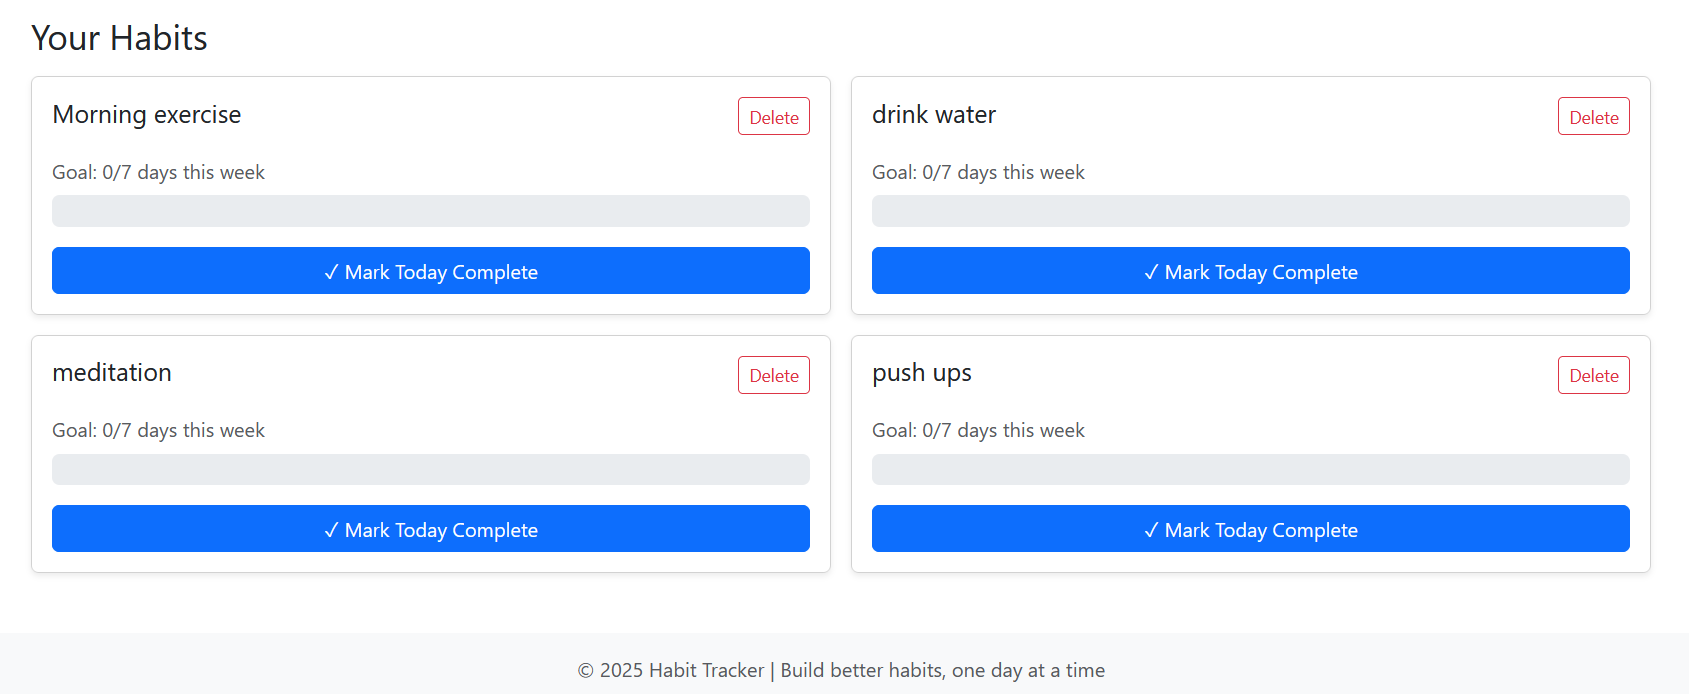 Your Habits
Morning exercise
Delete
Goal: 0/7 days this week
✓ Mark Today Complete
drink water
Delete
Goal: 0/7 days this week
✓ Mark Today Complete
meditation
Delete
Goal: 0/7 days this week
✓ Mark Today Complete
push ups
Delete
Goal: 0/7 days this week
✓ Mark Today Complete
© 2025 Habit Tracker | Build better habits, one day at a time